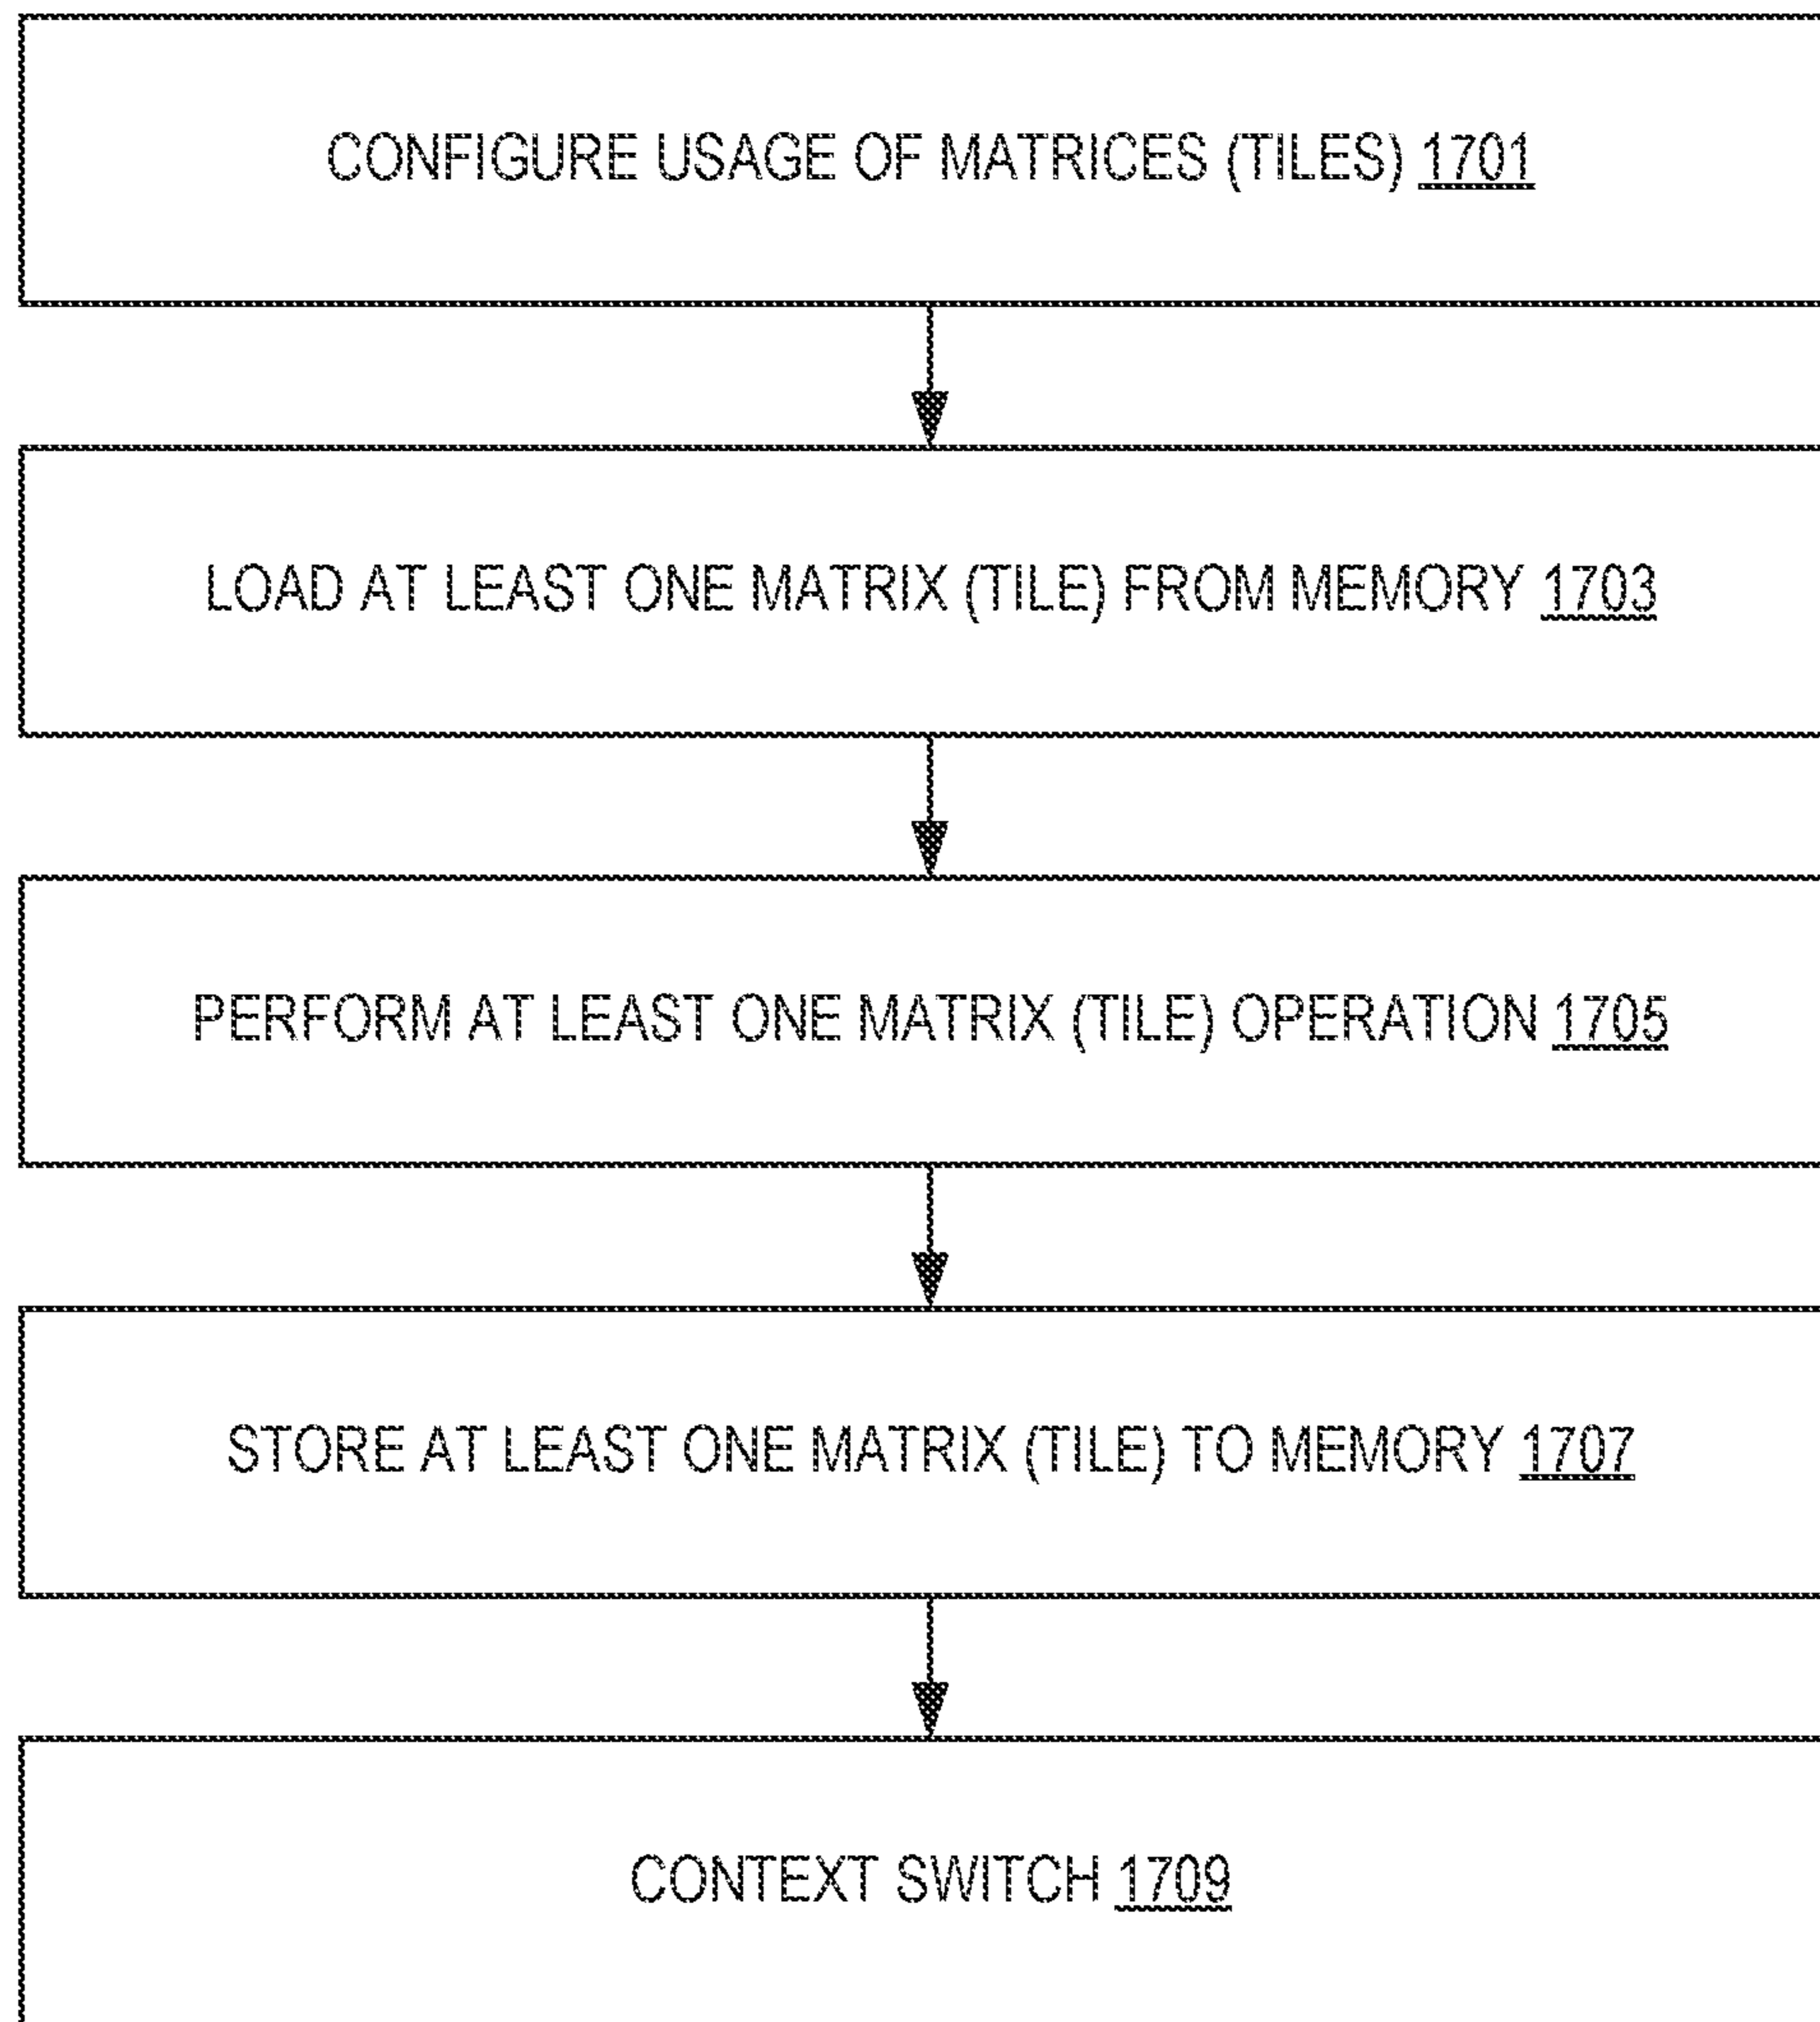 CONFIGURE USAGE OF MATRICES (TILES) 1701
LOAD AT LEAST ONE MATRIX (TILE) FROM MEMORY 1703
PERFORM AT LEAST ONE MATRIX (TILE) OPERATION 1705
STORE AT LEAST ONE MATRIX (TILE) TO MEMORY 1707
CONTEXT SWITCH 1709